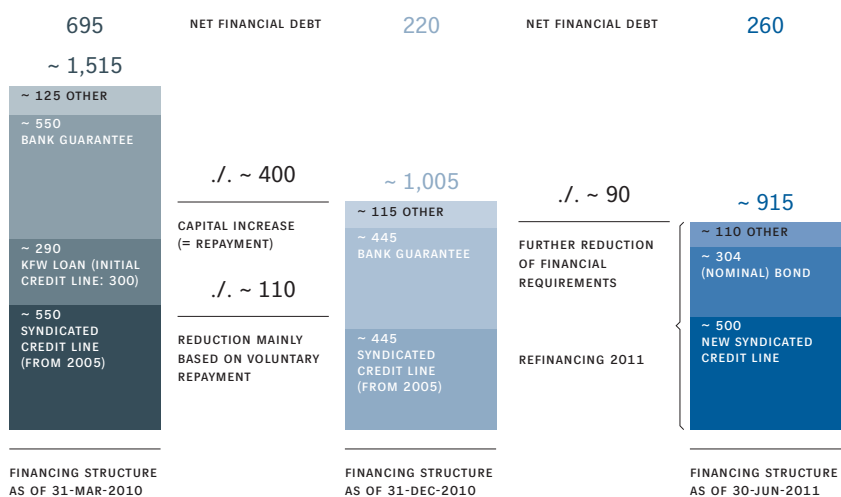 695
NET FINANCIAL DEBT
220
NET FINANCIAL DEBT
260
~ 1,515
~ 125 OTHER
~ 550
BANK GUARANTEE
~ 290
KFW LOAN (INITIAL
CREDIT LINE: 300)
~ 550
SYNDICATED
CREDIT LINE
(FROM 2005)
FINANCING STRUCTURE
AS OF 31-MAR-2010
./. ~ 400
CAPITAL INCREASE
(= REPAYMENT)
./. ~ 110
REDUCTION MAINLY
BASED ON VOLUNTARY
REPAYMENT
~ 1,005
~ 115 OTHER
~ 445
BANK GUARANTEE
~ 445
SYNDICATED
CREDIT LINE
(FROM 2005)
FINANCING STRUCTURE
AS OF 31-DEC-2010
./. ~ 90
FURTHER REDUCTION
OF FINANCIAL
REQUIREMENTS
REFINANCING 2011
~ 915
~ 110 OTHER
~ 304
(NOMINAL) BOND
~ 500
NEW SYNDICATED
CREDIT LINE
FINANCING STRUCTURE
AS OF 30-JUN-2011